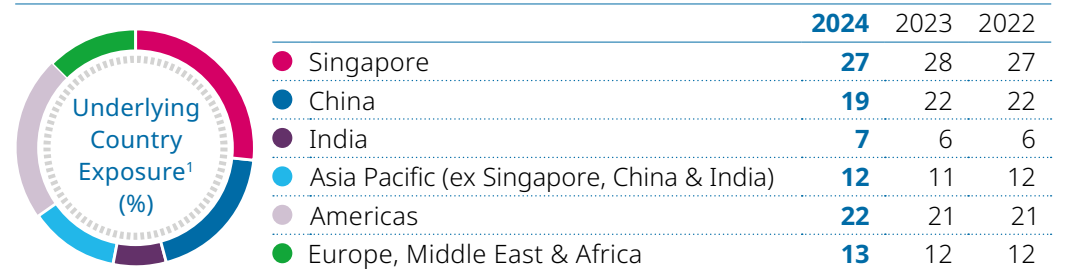 Underlying
Country
Exposure¹
(%)
2024 2023 2022
Singapore 27 28 27
China 19 22 22
India 7 6 6
Asia Pacific (ex Singapore, China & India) 12 11 12
Americas 22 21 21
Europe, Middle East & Africa 13 12 12